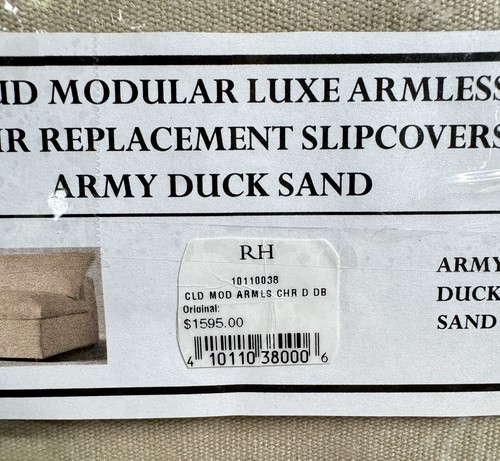 UD MODULAR LUXE ARMLESS
IR REPLACEMENT SLIPCOVERS
ARMY DUCK SAND
RH
10110038
CLD MOD ARMLS CHR D DB
Original:
$1595.00
4 10110 38000 6
ARMY
DUCK
SAND